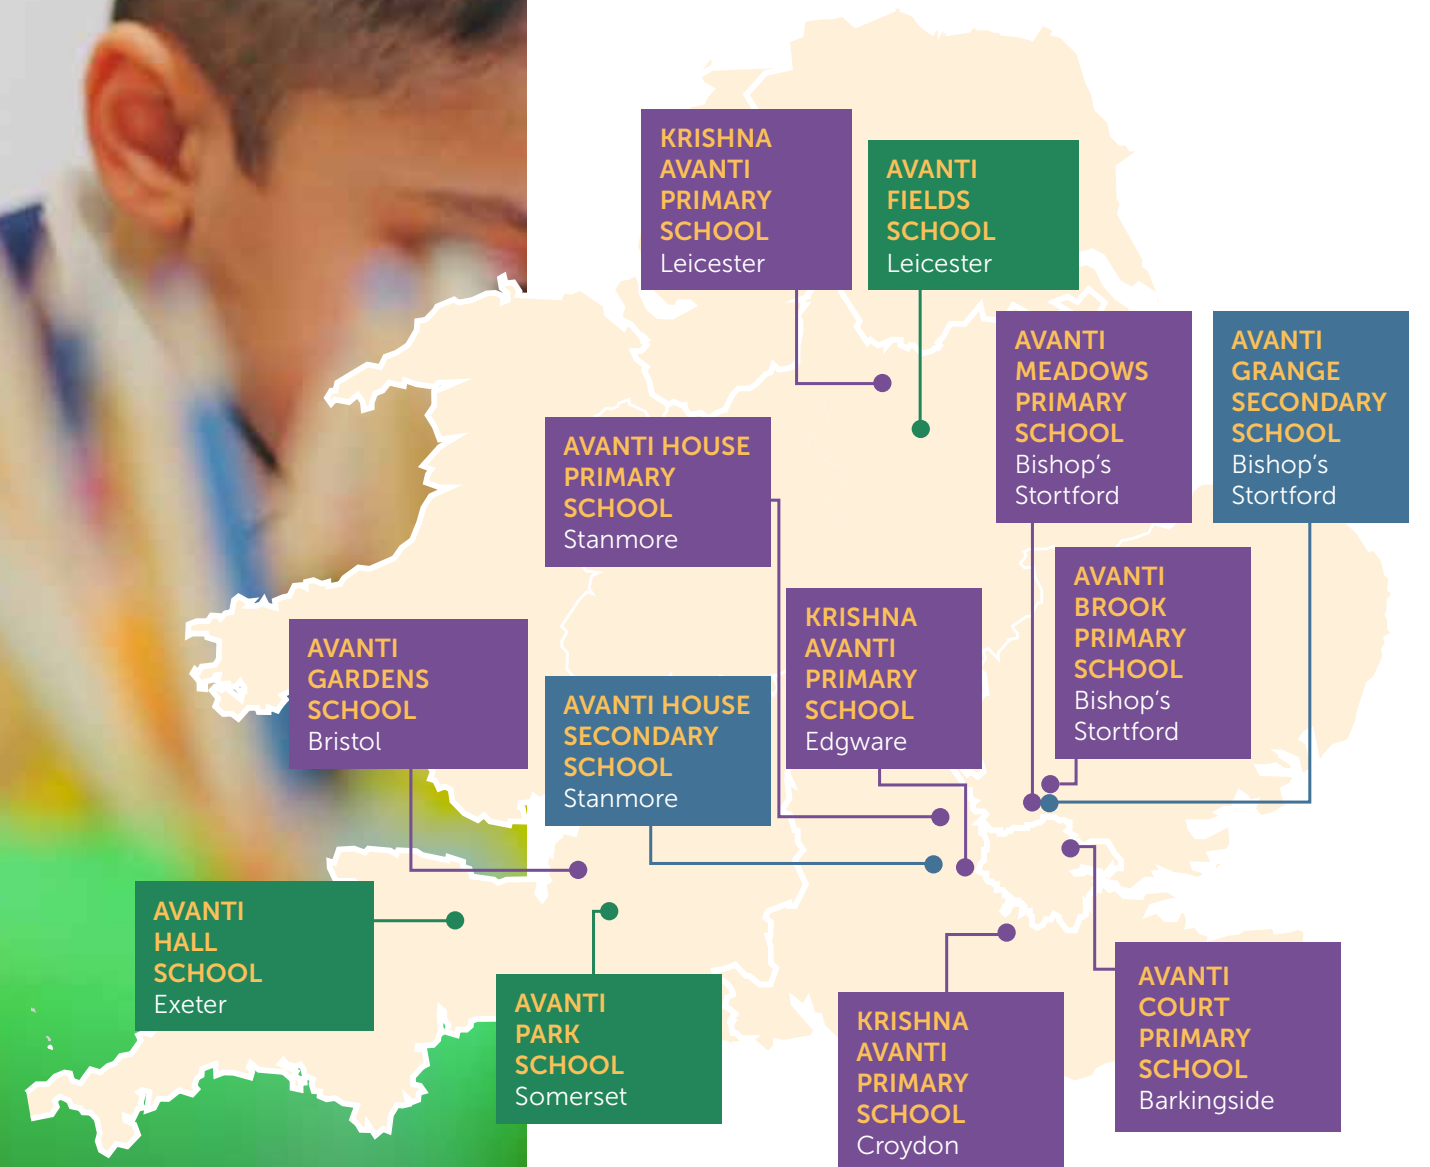 KRISHNA
AVANTI
PRIMARY
SCHOOL
Leicester
AVANTI
FIELDS
SCHOOL
Leicester
AVANTI
MEADOWS
PRIMARY
SCHOOL
Bishop's
Stortford
AVANTI
GRANGE
SECONDARY
SCHOOL
Bishop's
Stortford
AVANTI HOUSE
PRIMARY
SCHOOL
Stanmore
AVANTI
BROOK
PRIMARY
SCHOOL
Bishop's
Stortford
KRISHNA
AVANTI
PRIMARY
SCHOOL
Edgware
AVANTI
GARDENS
SCHOOL
Bristol
AVANTI HOUSE
SECONDARY
SCHOOL
Stanmore
AVANTI
HALL
SCHOOL
Exeter
AVANTI
PARK
SCHOOL
Somerset
KRISHNA
AVANTI
PRIMARY
SCHOOL
Croydon
AVANTI
COURT
PRIMARY
SCHOOL
Barkingside